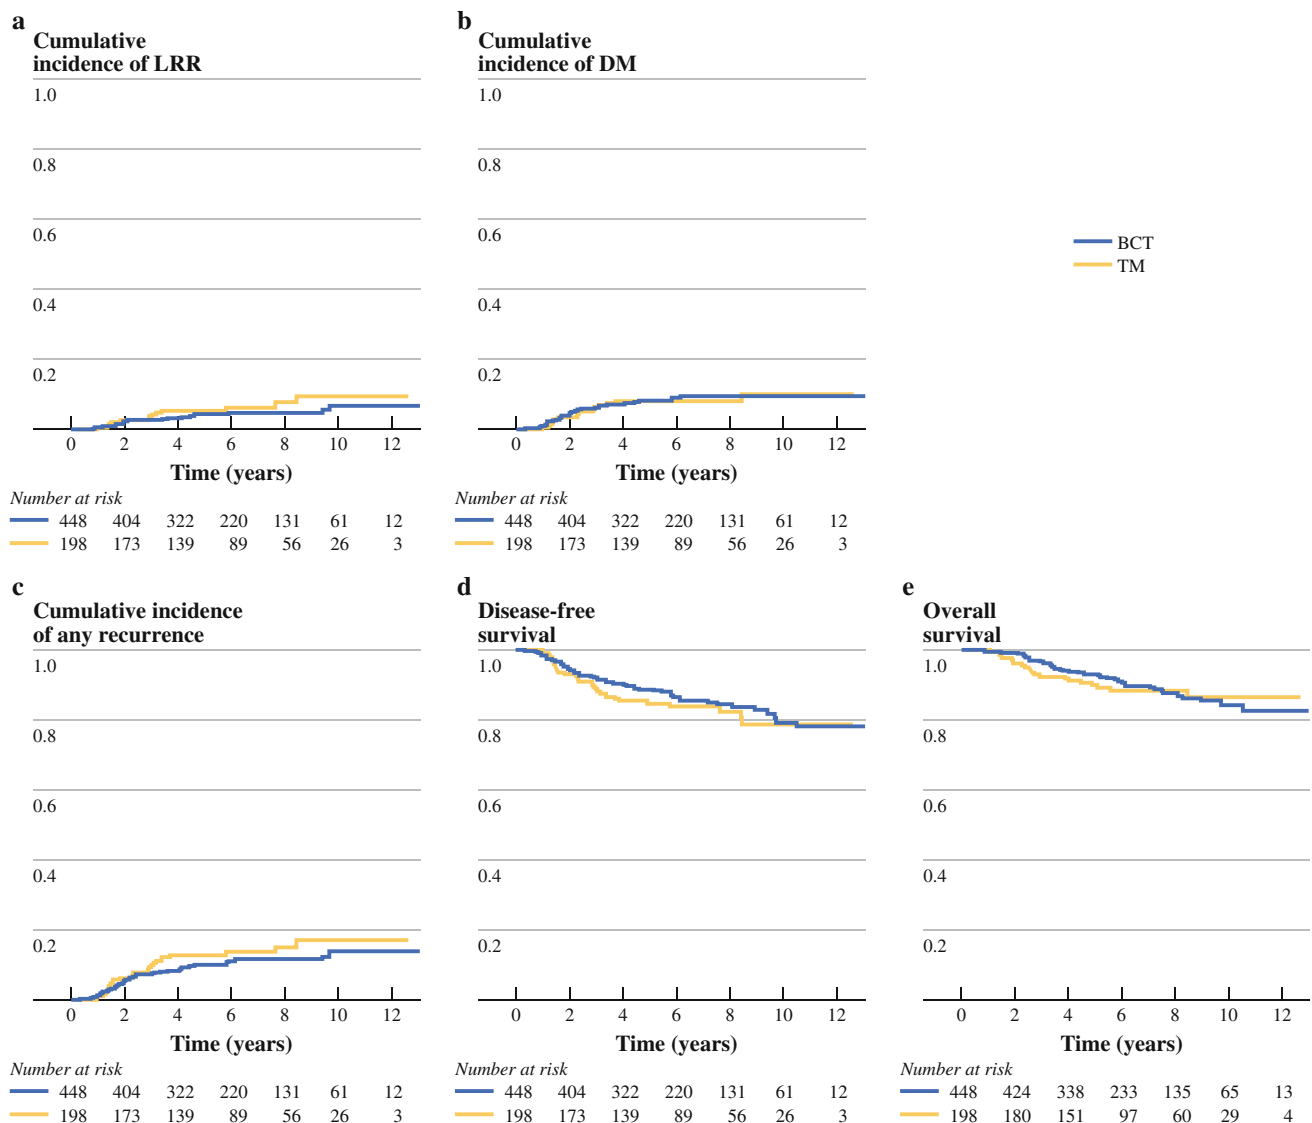 a
Cumulative
incidence of LRR
1.0
0.8
0.6
0.4
0.2
0 2 4 6 8 10 12
Time (years)
Number at risk
448 404 322 220 131 61 12
198 173 139 89 56 26 3
b
Cumulative
incidence of DM
1.0
0.8
0.6
0.4
0.2
0 2 4 6 8 10 12
Time (years)
Number at risk
448 404 322 220 131 61 12
198 173 139 89 56 26 3
BCT
TM
c
Cumulative incidence
of any recurrence
1.0
0.8
0.6
0.4
0.2
0 2 4 6 8 10 12
Time (years)
Number at risk
448 404 322 220 131 61 12
198 173 139 89 56 26 3
d
Disease-free
survival
1.0
0.8
0.6
0.4
0.2
0 2 4 6 8 10 12
Time (years)
Number at risk
448 404 322 220 131 61 12
198 173 139 89 56 26 3
e
Overall
survival
1.0
0.8
0.6
0.4
0.2
0 2 4 6 8 10 12
Time (years)
Number at risk
448 424 338 233 135 65 13
198 180 151 97 60 29 4